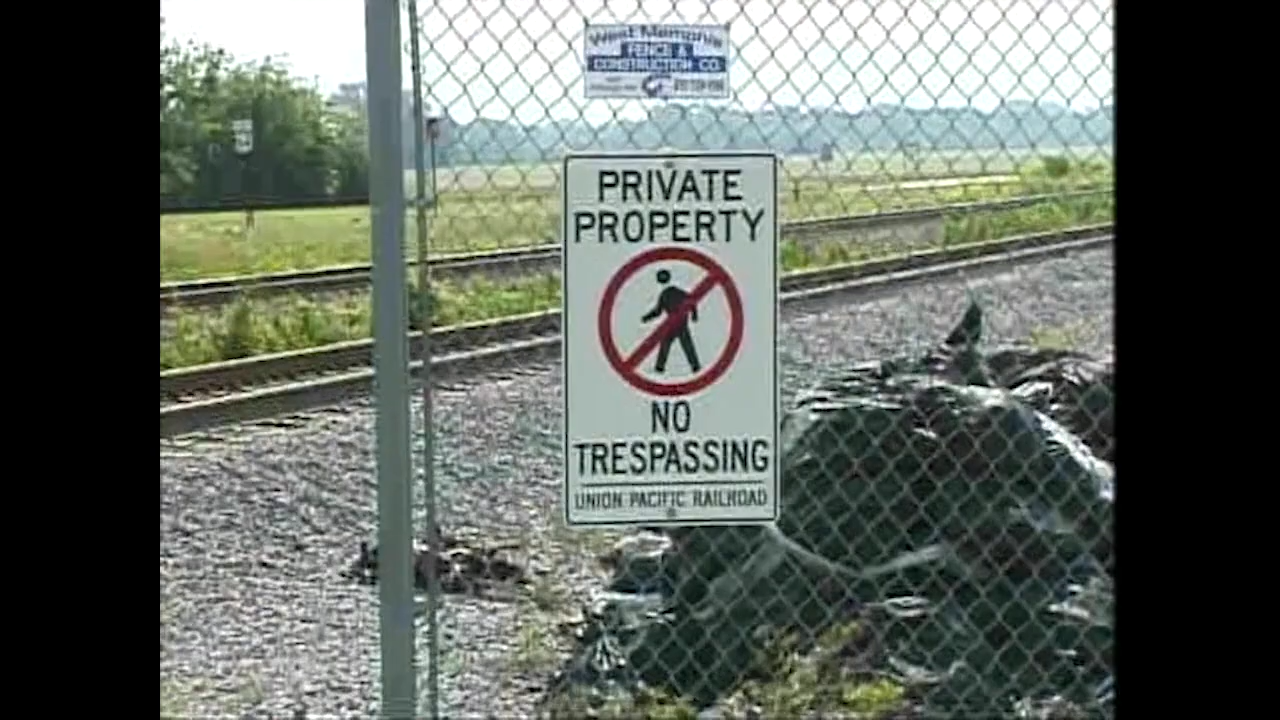 West Memphis
FENCE &
CONSTRUCTION CO.
PRIVATE
PROPERTY
NO
TRESPASSING
UNION PACIFIC RAILROAD